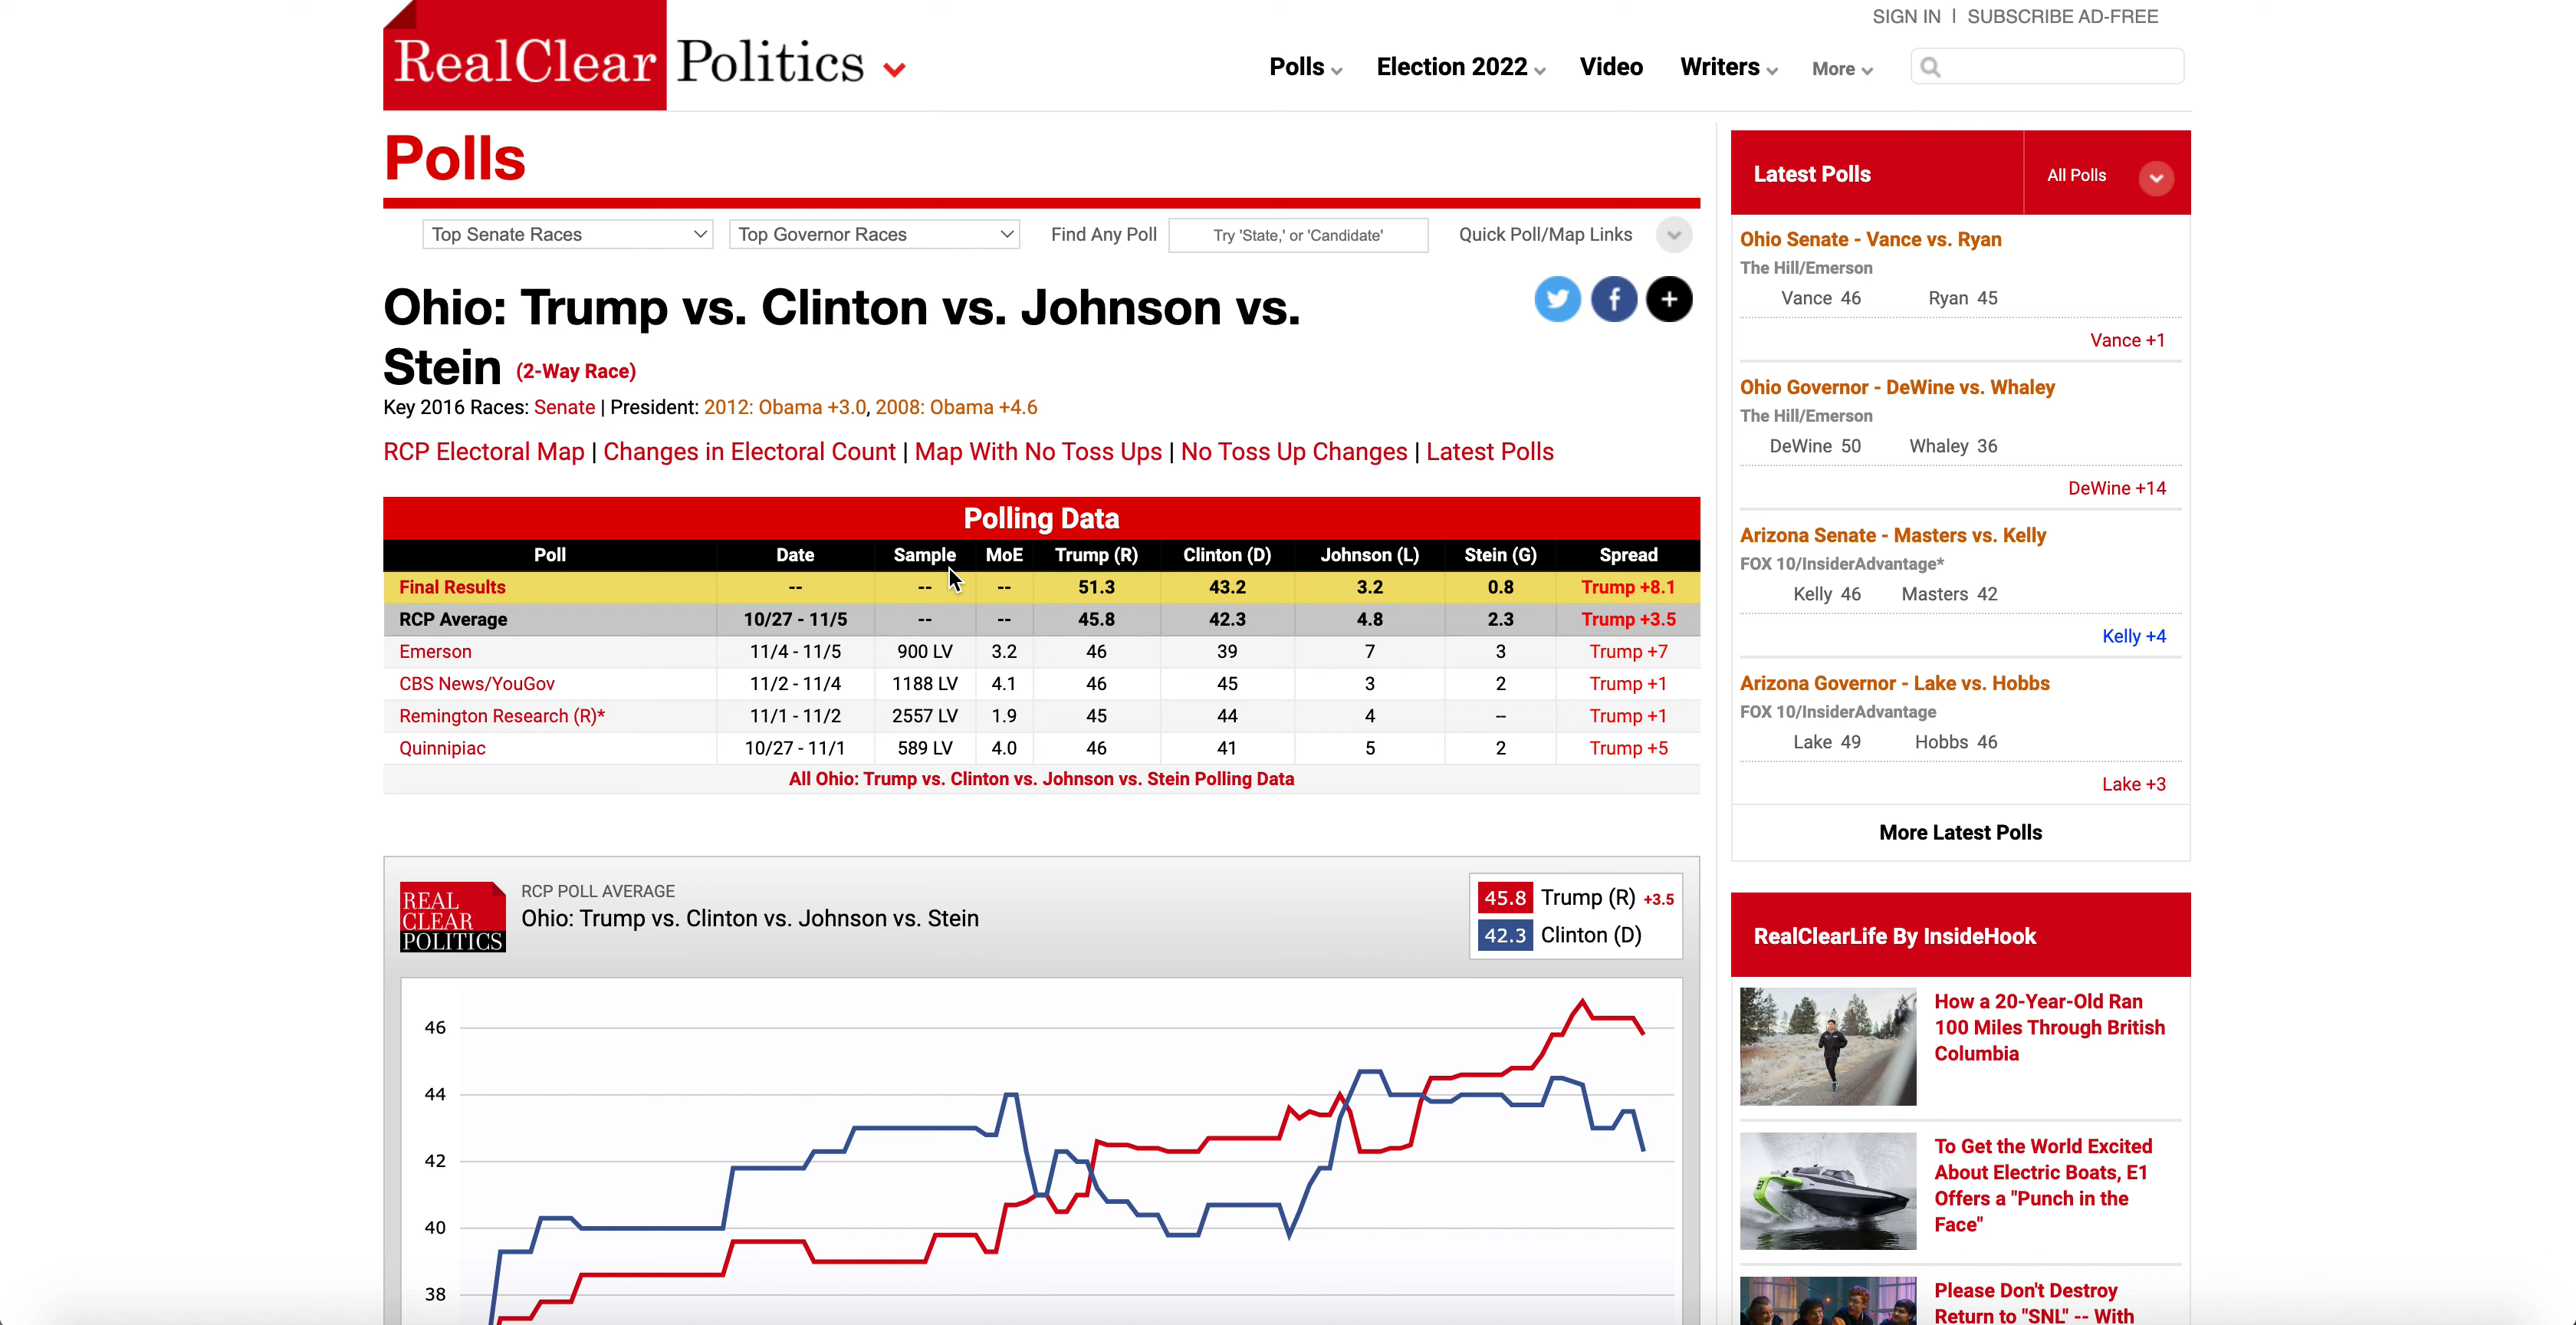 SIGN IN | SUBSCRIBE AD-FREE
RealClear Politics
Polls Election 2022 Video Writers More
Polls
Top Senate Races Top Governor Races Find Any Poll Try 'State,' or 'Candidate' Quick Poll/Map Links
Ohio: Trump vs. Clinton vs. Johnson vs.
Stein (2-Way Race)
Key 2016 Races: Senate | President: 2012: Obama +3.0, 2008: Obama +4.6
RCP Electoral Map | Changes in Electoral Count | Map With No Toss Ups | No Toss Up Changes | Latest Polls
Polling Data
Poll Date Sample MoE Trump (R) Clinton (D) Johnson (L) Stein (G) Spread
Final Results -- -- -- 51.3 43.2 3.2 0.8 Trump +8.1
RCP Average 10/27 - 11/5 -- -- 45.8 42.3 4.8 2.3 Trump +3.5
Emerson 11/4 - 11/5 900 LV 3.2 46 39 7 3 Trump +7
CBS News/YouGov 11/2 - 11/4 1188 LV 4.1 46 45 3 2 Trump +1
Remington Research (R)* 11/1 - 11/2 2557 LV 1.9 45 44 4 -- Trump +1
Quinnipiac 10/27 - 11/1 589 LV 4.0 46 41 5 2 Trump +5
All Ohio: Trump vs. Clinton vs. Johnson vs. Stein Polling Data
REAL
CLEAR
POLITICS
RCP POLL AVERAGE
Ohio: Trump vs. Clinton vs. Johnson vs. Stein
45.8 Trump (R) +3.5
42.3 Clinton (D)
46
44
42
40
38
Latest Polls All Polls
Ohio Senate - Vance vs. Ryan
The Hill/Emerson
Vance 46 Ryan 45
Vance +1
Ohio Governor - DeWine vs. Whaley
The Hill/Emerson
DeWine 50 Whaley 36
DeWine +14
Arizona Senate - Masters vs. Kelly
FOX 10/InsiderAdvantage*
Kelly 46 Masters 42
Kelly +4
Arizona Governor - Lake vs. Hobbs
FOX 10/InsiderAdvantage
Lake 49 Hobbs 46
Lake +3
More Latest Polls
RealClearLife By InsideHook
How a 20-Year-Old Ran
100 Miles Through British
Columbia
To Get the World Excited
About Electric Boats, E1
Offers a "Punch in the
Face"
Please Don't Destroy
Return to "SNL" -- With